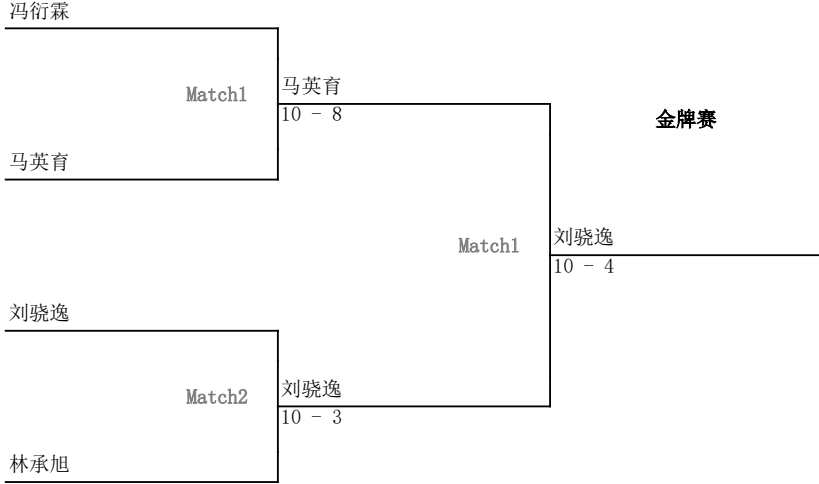 冯衍霖
Match1
马英育
10 - 8
金牌赛
马英育
Match1
刘骁逸
10 - 4
刘骁逸
Match2
刘骁逸
10 - 3
林承旭